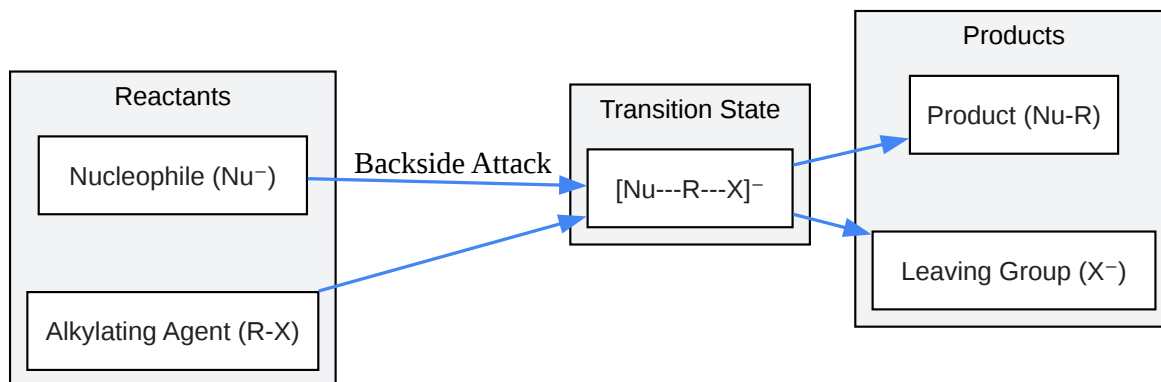 Reactants
Nucleophile (Nu⁻)
Alkylating Agent (R-X)
Backside Attack
Transition State
[Nu---R---X]⁻
Products
Product (Nu-R)
Leaving Group (X⁻)